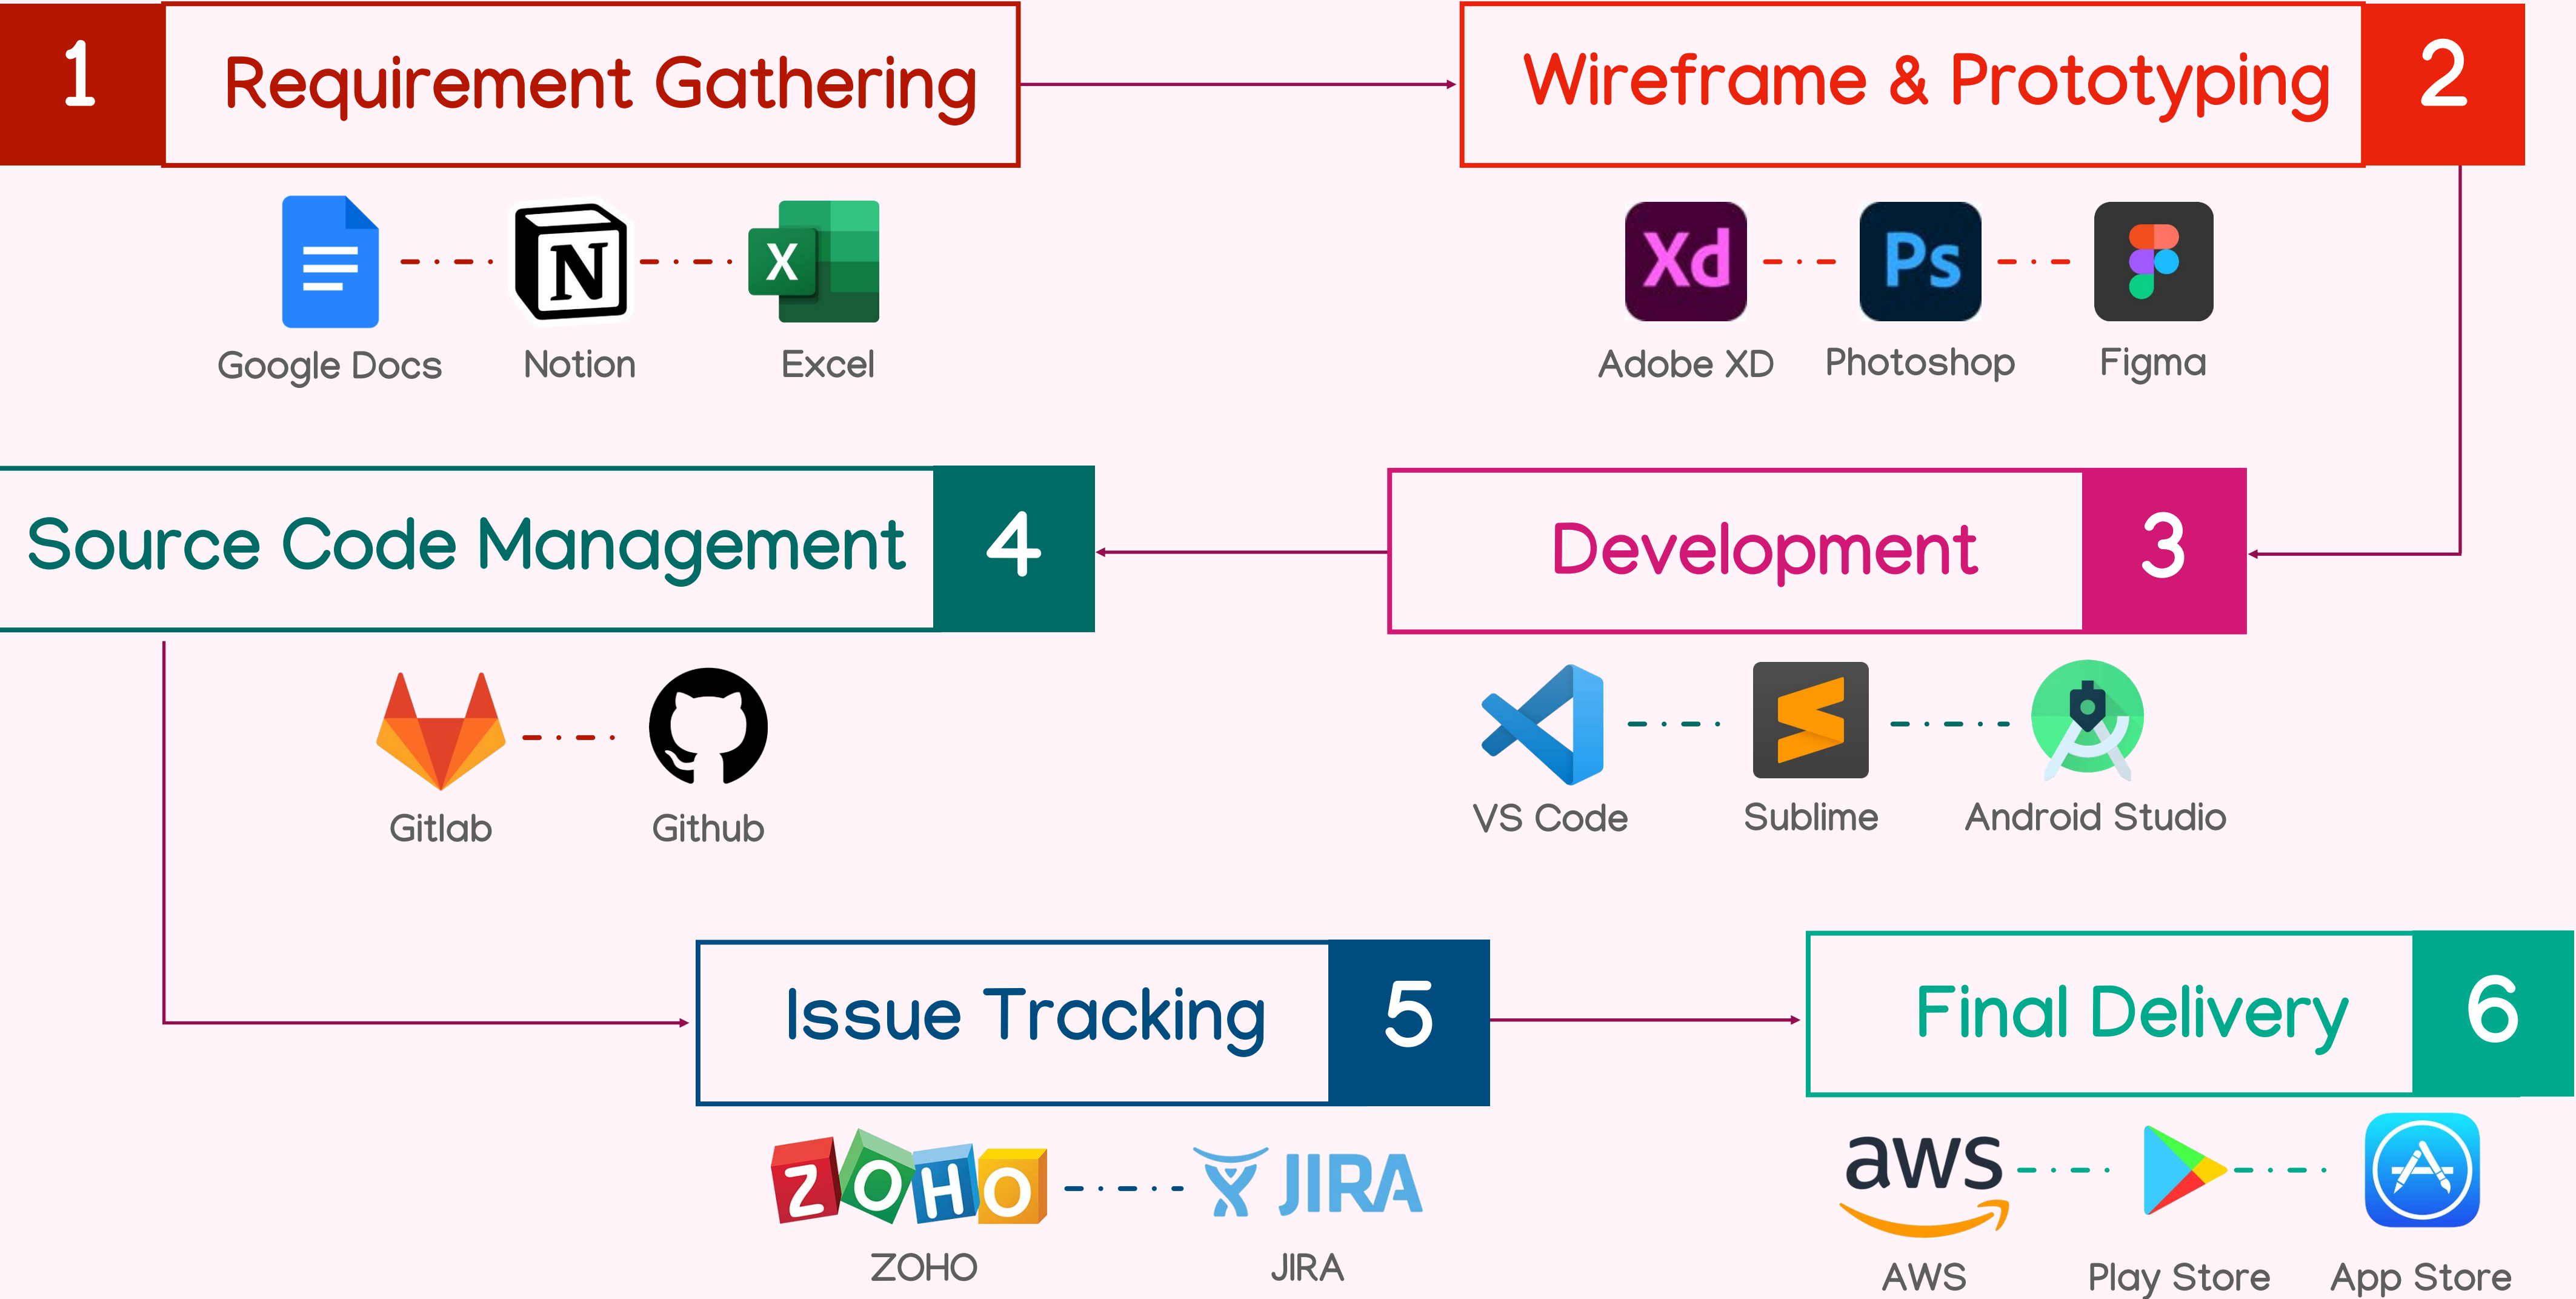 1
Requirement Gathering
Wireframe & Prototyping
2
N
X
Xd
Ps
Google Docs
Notion
Excel
Adobe XD
Photoshop
Figma
Source Code Management
4
Development
3
Gitlab
Github
VS Code
Sublime
Android Studio
Issue Tracking
5
Final Delivery
6
ZOHO
JIRA
aws
ZOHO
JIRA
AWS
Play Store
App Store